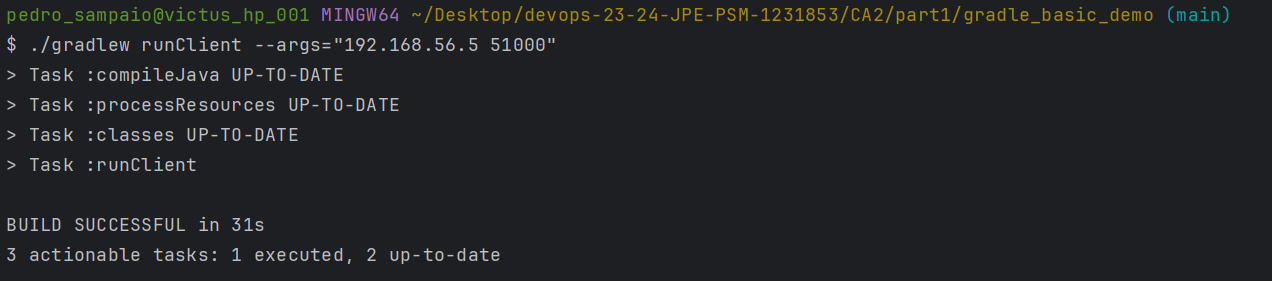 pedro_sampaio@victus_hp_001 MINGW64 ~/Desktop/devops-23-24-JPE-PSM-1231853/CA2/part1/gradle_basic_demo (main)
$ ./gradlew runClient --args="192.168.56.5 51000"
> Task :compileJava UP-TO-DATE
> Task :processResources UP-TO-DATE
> Task :classes UP-TO-DATE
> Task :runClient
BUILD SUCCESSFUL in 31s
3 actionable tasks: 1 executed, 2 up-to-date